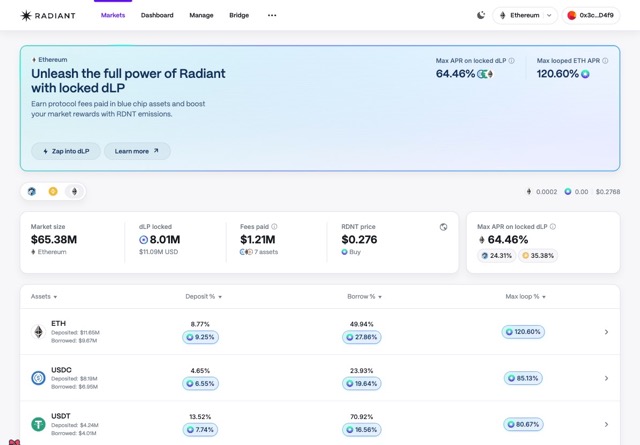 RADIANT
Markets
Dashboard
Manage
Bridge
Ethereum
0x3c...D4f9
Ethereum
Unleash the full power of Radiant
with locked dLP
Earn protocol fees paid in blue chip assets and boost
your market rewards with RDNT emissions.
Zap into dLP
Learn more
Max APR on locked dLP
64.46%
Max looped ETH APR
120.60%
0.0002
0.00
$0.2768
Market size
$65.38M
Ethereum
dLP locked
8.01M
$11.09M USD
Fees paid
$1.21M
7 assets
RDNT price
$0.276
Buy
Max APR on locked dLP
64.46%
24.31%
35.38%
Assets
Deposit %
Borrow %
Max loop %
ETH
Deposited: $11.65M
Borrowed: $9.67M
8.77%
9.25%
49.94%
27.86%
120.60%
USDC
Deposited: $8.19M
Borrowed: $6.95M
4.65%
6.55%
23.93%
19.64%
85.13%
USDT
Deposited: $4.24M
Borrowed: $4.01M
13.52%
7.74%
70.92%
16.56%
80.67%